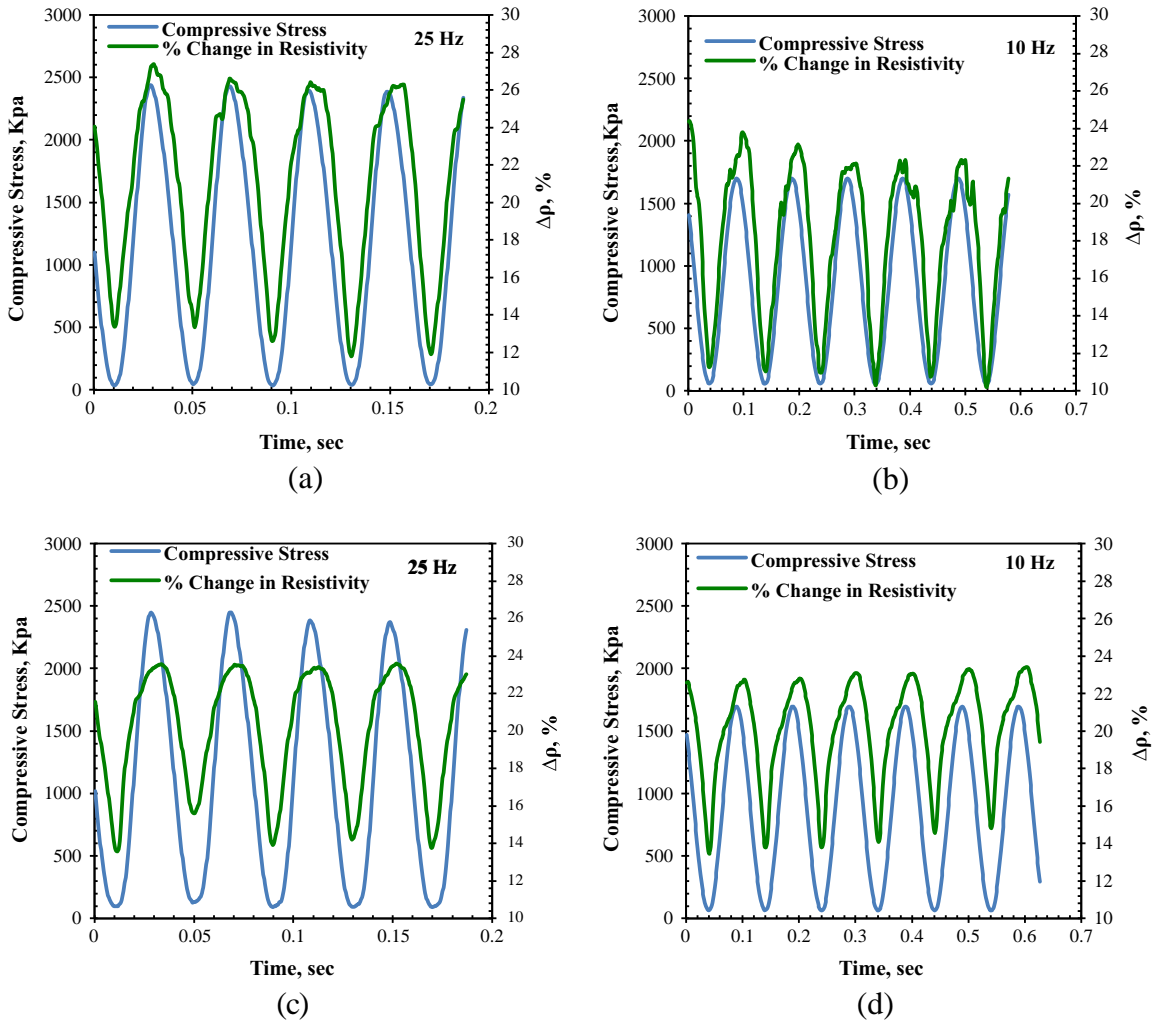 Compressive Stress
% Change in Resistivity
25 Hz
3000
2500
2000
1500
1000
500
0
Compressive Stress, Kpa
30
28
26
24
22
20
18
16
14
12
10
Δρ, %
0 0.05 0.1 0.15 0.2
Time, sec
(a)
Compressive Stress
% Change in Resistivity
10 Hz
3000
2500
2000
1500
1000
500
0
Compressive Stress,Kpa
30
28
26
24
22
20
18
16
14
12
10
Δρ, %
0 0.1 0.2 0.3 0.4 0.5 0.6 0.7
Time, sec
(b)
Compressive Stress
% Change in Resistivity
25 Hz
3000
2500
2000
1500
1000
500
0
Compressive Stress, Kpa
30
28
26
24
22
20
18
16
14
12
10
Δρ, %
0 0.05 0.1 0.15 0.2
Time, sec
(c)
Compressive Stress
% Change in Resistivity
10 Hz
3000
2500
2000
1500
1000
500
0
Compressive Stress, Kpa
30
28
26
24
22
20
18
16
14
12
10
Δρ, %
0 0.1 0.2 0.3 0.4 0.5 0.6 0.7
Time, sec
(d)